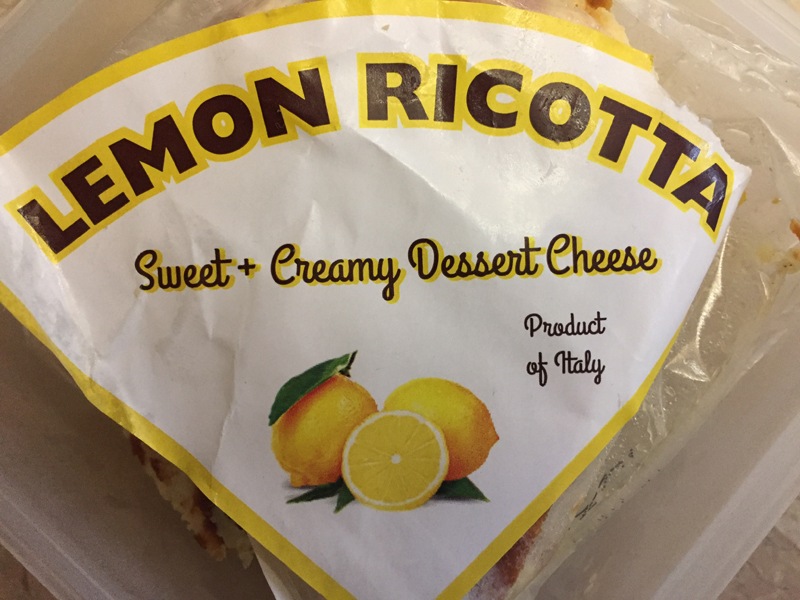 LEMON RICOTTA
Sweet + Creamy Dessert Cheese
Product
of Italy